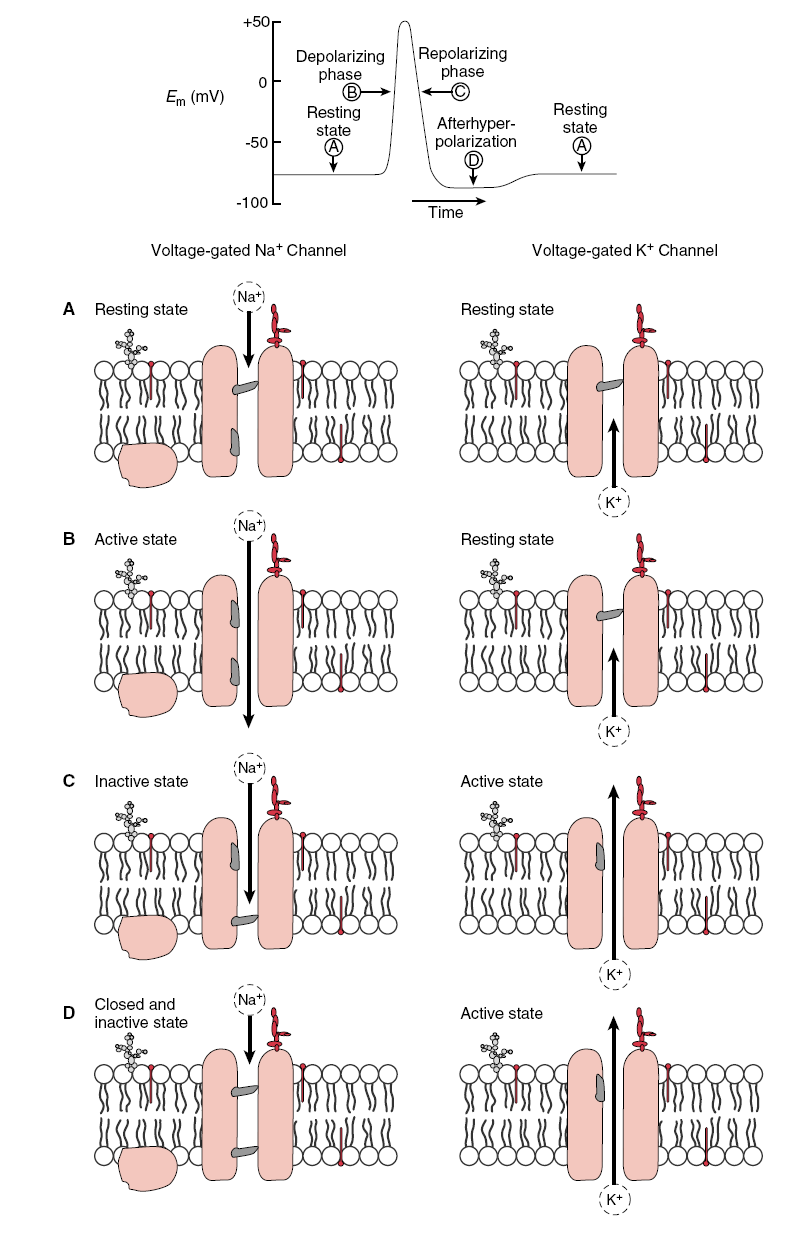 +50
Depolarizing
phase
Repolarizing
phase
0
B
C
Em (mV)
Resting
state
A
Afterhyper-
polarization
D
Resting
state
A
-50
-100
Time
Voltage-gated Na+ Channel
Voltage-gated K+ Channel
A Resting state
Na+
Resting state
K+
B Active state
Na+
Resting state
K+
C Inactive state
Na+
Active state
K+
D Closed and
inactive state
Na+
Active state
K+